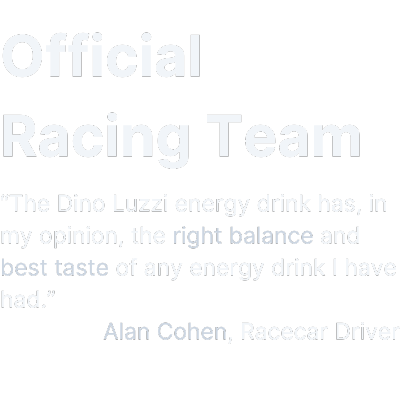 Official
Racing Team
“The Dino Luzzi energy drink has, in
my opinion, the right balance and
best taste of any energy drink I have
had.”
Alan Cohen, Racecar Driver